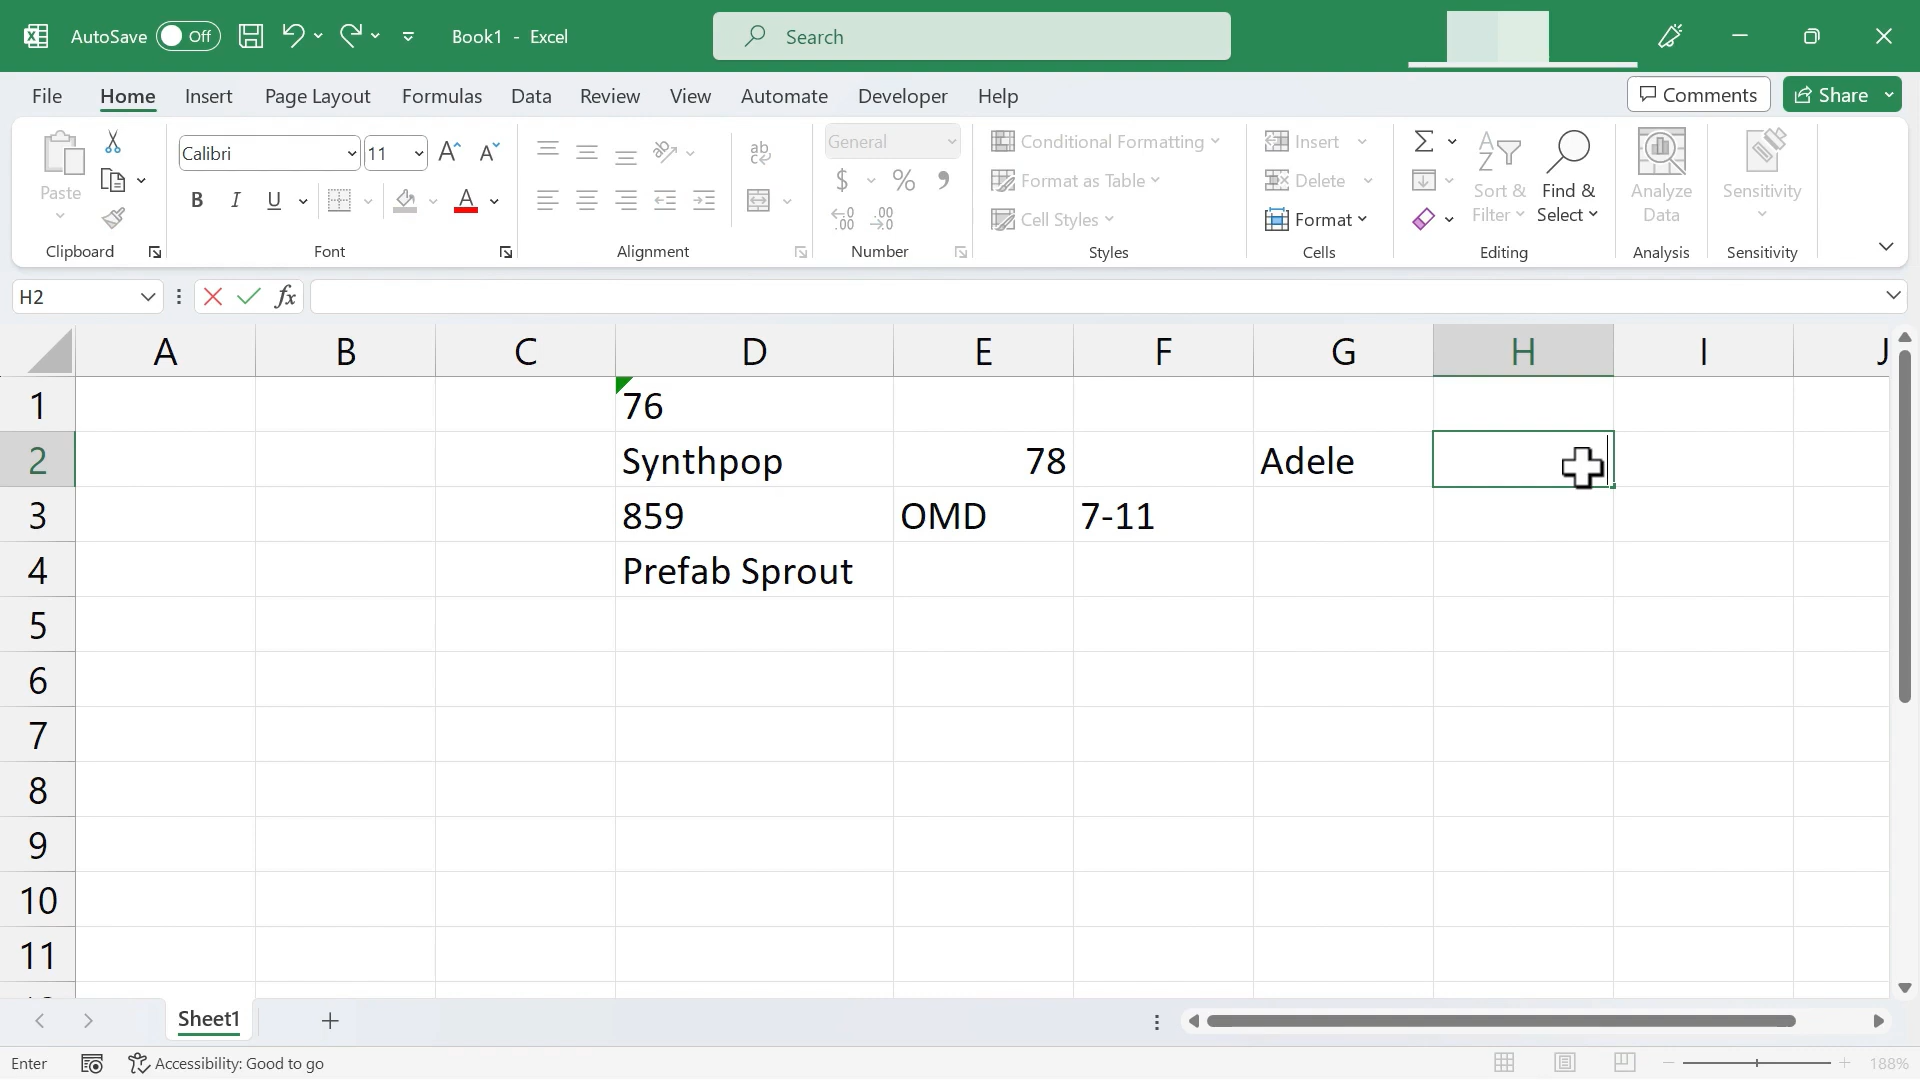 AutoSave Off Book1 - Excel Search
File Home Insert Page Layout Formulas Data Review View Automate Developer Help Comments Share
Paste
Clipboard
Calibri 11
B I U A
Font
ab
Alignment
General
$ % ,
Number
Conditional Formatting
Format as Table
Cell Styles
Styles
Insert
Delete
Format
Cells
Sort & Filter
Find & Select
Editing
Analyze Data
Analysis
Sensitivity
Sensitivity
H2 fx
A B C D E F G H I J
1 76
2 Synthpop 78 Adele
3 859 OMD 7-11
4 Prefab Sprout
5
6
7
8
9
10
11
Sheet1
Enter Accessibility: Good to go 188%